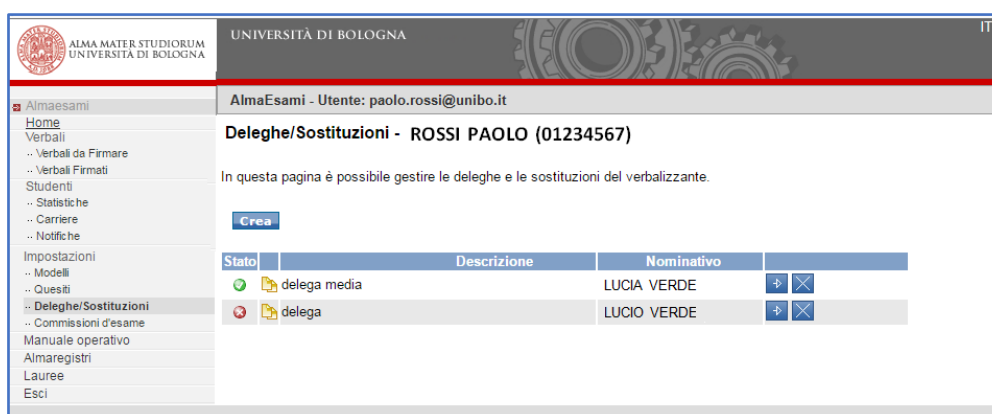 ALMA MATER STUDIORUM
UNIVERSITÀ DI BOLOGNA
UNIVERSITÀ DI BOLOGNA
IT
Almaesami
Home
Verbali
Verbali da Firmare
Verbali Firmati
Studenti
Statistiche
Carriere
Notifiche
Impostazioni
Modelli
Quesiti
Deleghe/Sostituzioni
Commissioni d'esame
Manuale operativo
Almaregistri
Lauree
Esci
AlmaEsami - Utente: paolo.rossi@unibo.it
Deleghe/Sostituzioni - ROSSI PAOLO (01234567)
In questa pagina è possibile gestire le deleghe e le sostituzioni del verbalizzante.
Crea
Stato Descrizione Nominativo
delega media LUCIA VERDE
delega LUCIO VERDE